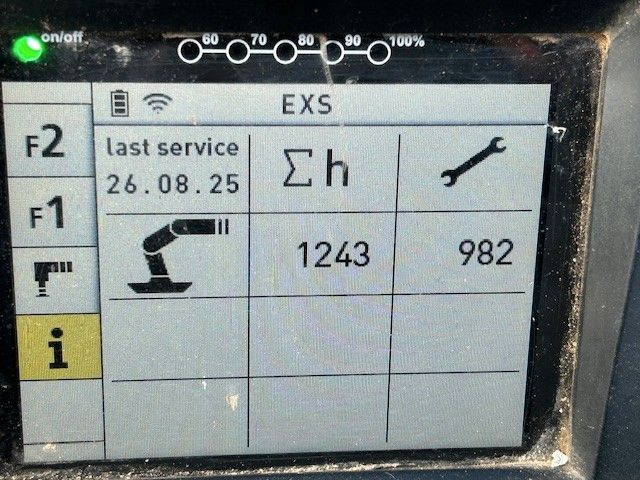 on/off
60 70 80 90 100%
EXS
F2
last service
26.08.25
Σh
F1
1243
982
i